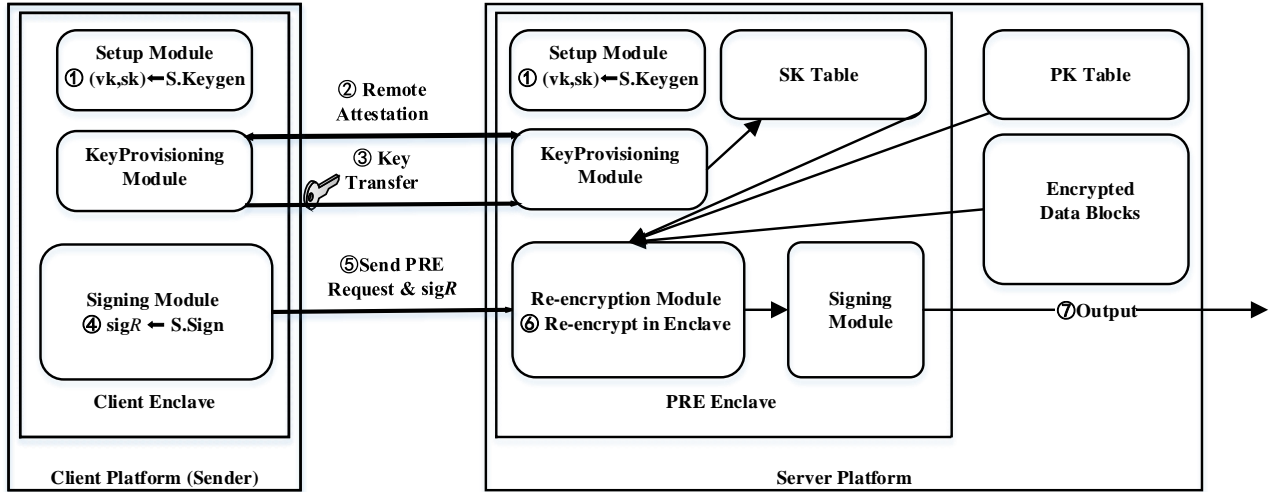 Setup Module
① (vk,sk)←S.Keygen
KeyProvisioning
Module
Signing Module
④ sigR ← S.Sign
Client Enclave
Client Platform (Sender)
② Remote
Attestation
③ Key
Transfer
⑤Send PRE
Request & sigR
Setup Module
① (vk,sk)←S.Keygen
SK Table
PK Table
KeyProvisioning
Module
Encrypted
Data Blocks
Re-encryption Module
⑥ Re-encrypt in Enclave
Signing
Module
⑦Output
PRE Enclave
Server Platform